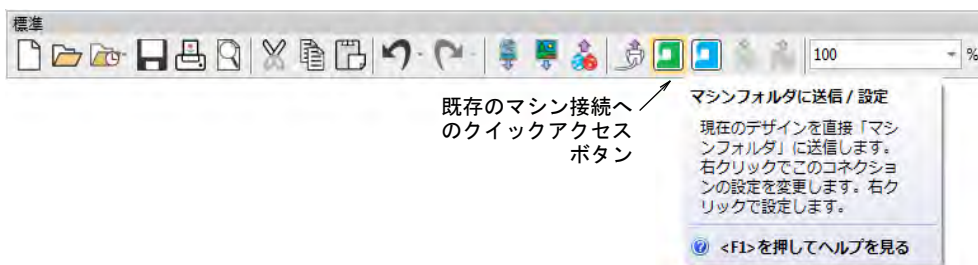 標準
100
%
既存のマシン接続へ
のクイックアクセス
ボタン
マシンフォルダに送信 / 設定
現在のデザインを直接「マシ
ンフォルダ」に送信します。
右クリックでこのコネクショ
ンの設定を変更します。右ク
リックで設定します。
<F1>を押してヘルプを見る